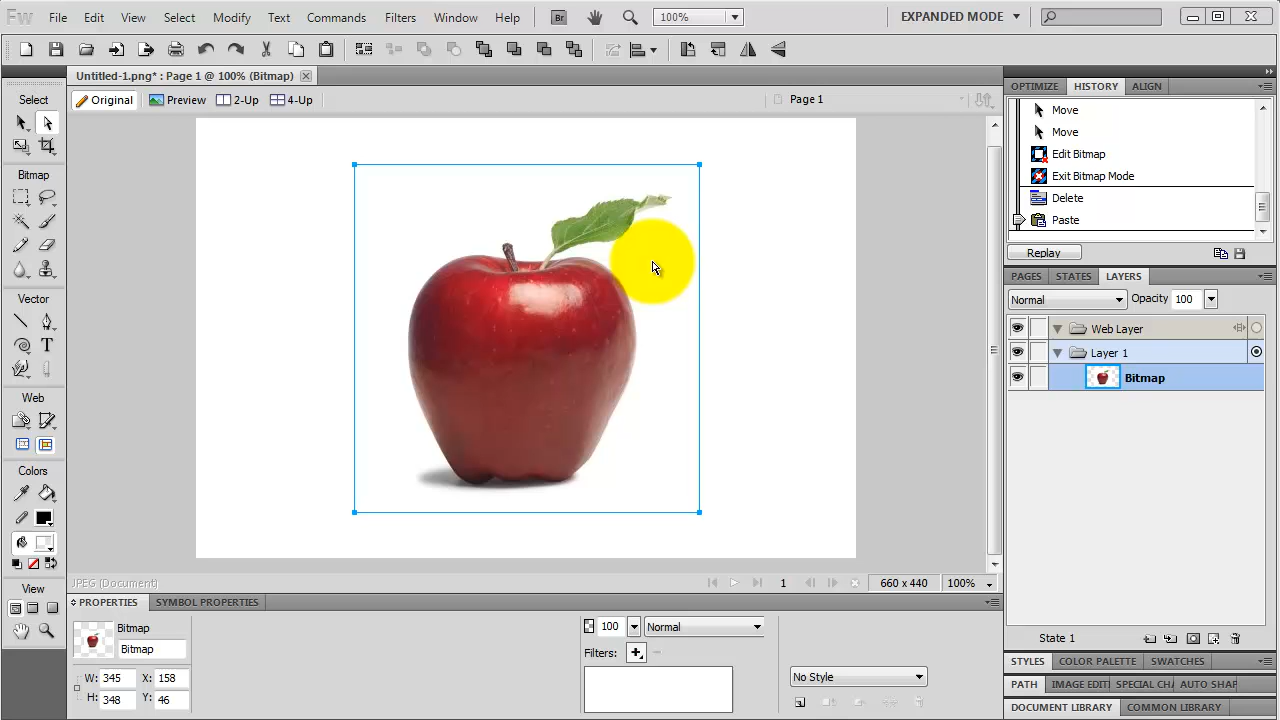 Fw File Edit View Select Modify Text Commands Filters Window Help Br 100% EXPANDED MODE
Untitled-1.png* : Page 1 @ 100% (Bitmap)
Original Preview 2-Up 4-Up Page 1
Select
Bitmap
Vector
Web
Colors
View
OPTIMIZE HISTORY ALIGN
Move
Move
Edit Bitmap
Exit Bitmap Mode
Delete
Paste
Replay
PAGES STATES LAYERS
Normal Opacity 100
Web Layer
Layer 1
Bitmap
State 1
JPEG (Document) 1 660 x 440 100%
PROPERTIES SYMBOL PROPERTIES
Bitmap
Bitmap
W: 345 X: 158
H: 348 Y: 46
100 Normal
Filters:
No Style
STYLES COLOR PALETTE SWATCHES
PATH IMAGE EDITI SPECIAL CHA AUTO SHAP
DOCUMENT LIBRARY COMMON LIBRARY